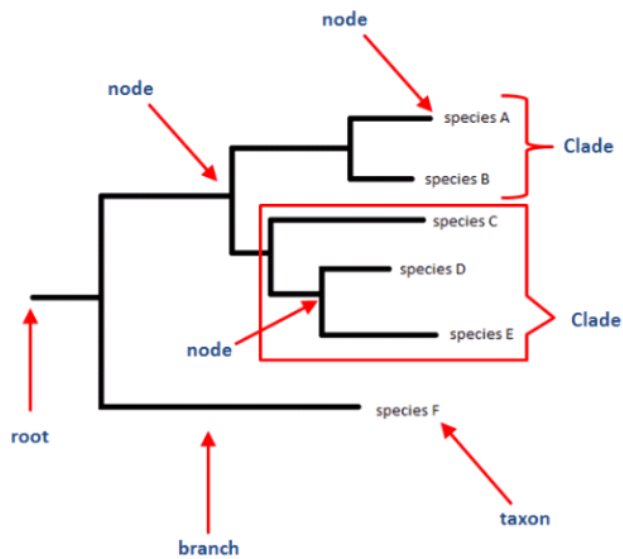 node
node
species A
Clade
species B
species C
species D
Clade
species E
node
species F
root
taxon
branch